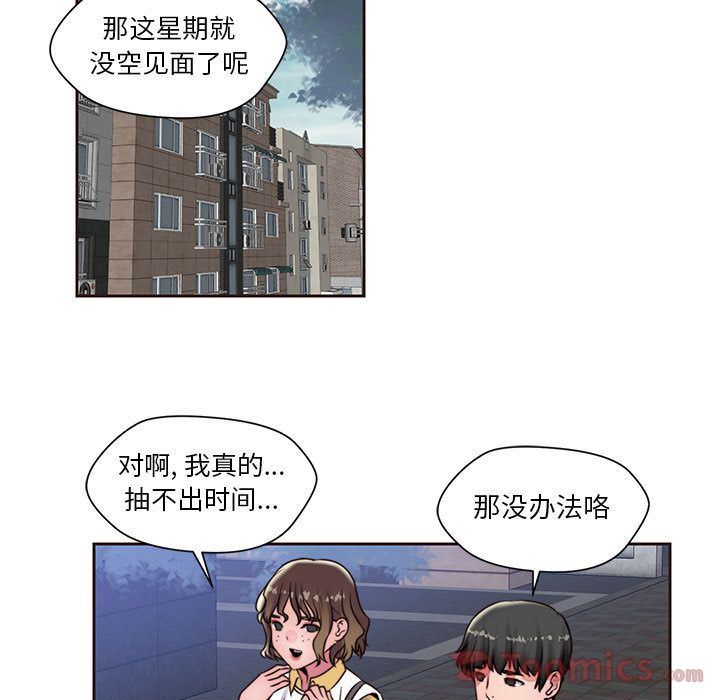 那这星期就
没空见面了呢
对啊, 我真的...
抽不出时间...
那没办法咯
Toomics.com